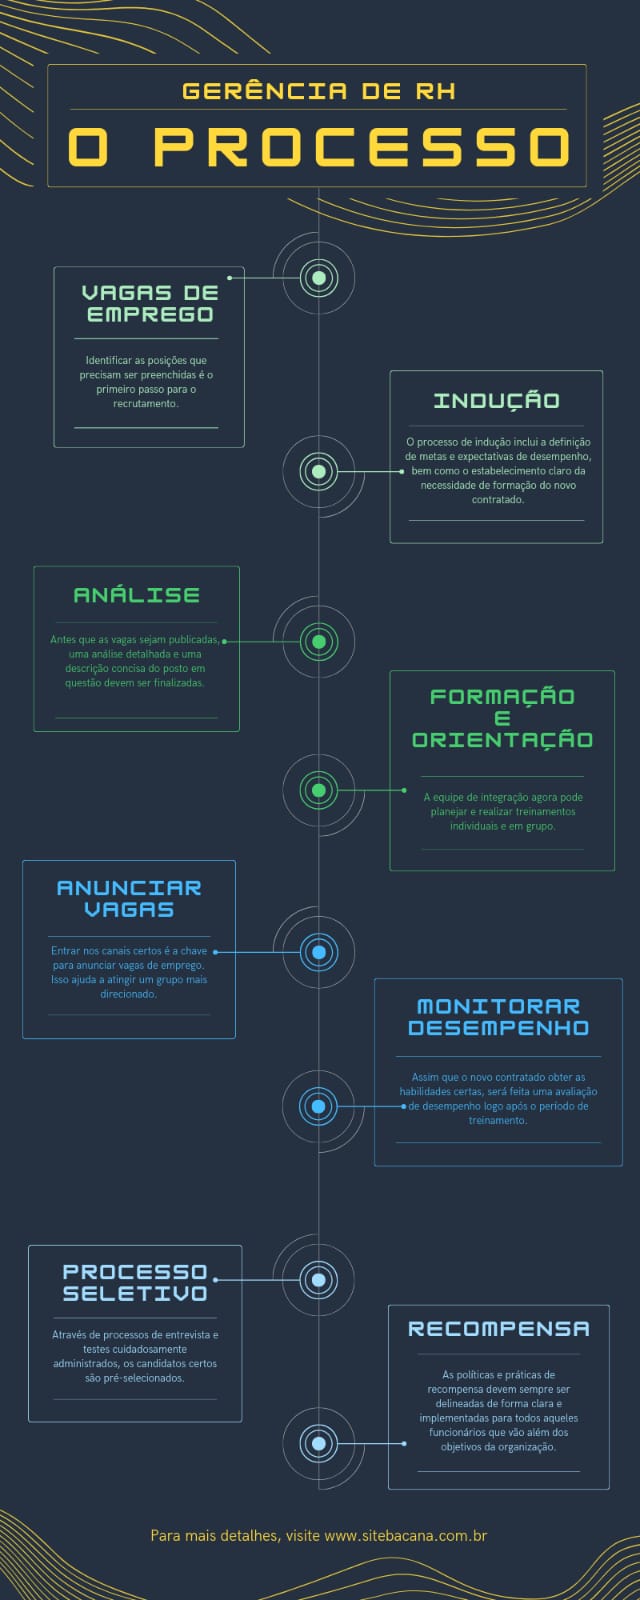 GERÊNCIA DE RH
O PROCESSO
VAGAS DE
EMPREGO
Identificar as posições que
precisam ser preenchidas é o
primeiro passo para o
recrutamento.
INDUÇÃO
O processo de indução inclui a definição
de metas e expectativas de desempenho,
bem como o estabelecimento claro da
necessidade de formação do novo
contratado.
ANÁLISE
Antes que as vagas sejam publicadas,
uma análise detalhada e uma
descrição concisa do posto em
questão devem ser finalizadas.
FORMAÇÃO
E
ORIENTAÇÃO
A equipe de integração agora pode
planejar e realizar treinamentos
individuais e em grupo.
ANUNCIAR
VAGAS
Entrar nos canais certos é a chave
para anunciar vagas de emprego.
Isso ajuda a atingir um grupo mais
direcionado.
MONITORAR
DESEMPENHO
Assim que o novo contratado obter as
habilidades certas, será feita uma avaliação
de desempenho logo após o período de
treinamento.
PROCESSO
SELETIVO
Através de processos de entrevista e
testes cuidadosamente
administrados, os candidatos certos
são pré-selecionados.
RECOMPENSA
As políticas e práticas de
recompensa devem sempre ser
delineadas de forma clara e
implementadas para todos aqueles
funcionários que vão além dos
objetivos da organização.
Para mais detalhes, visite www.sitebacana.com.br